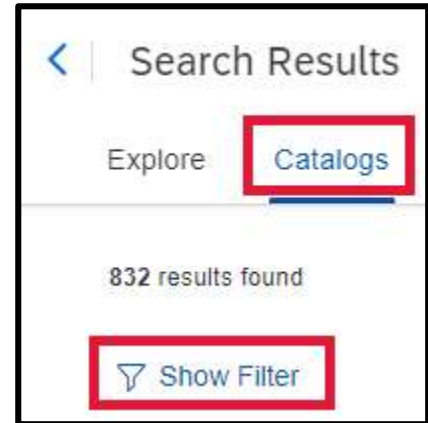 Search Results
Explore Catalogs
832 results found
Show Filter